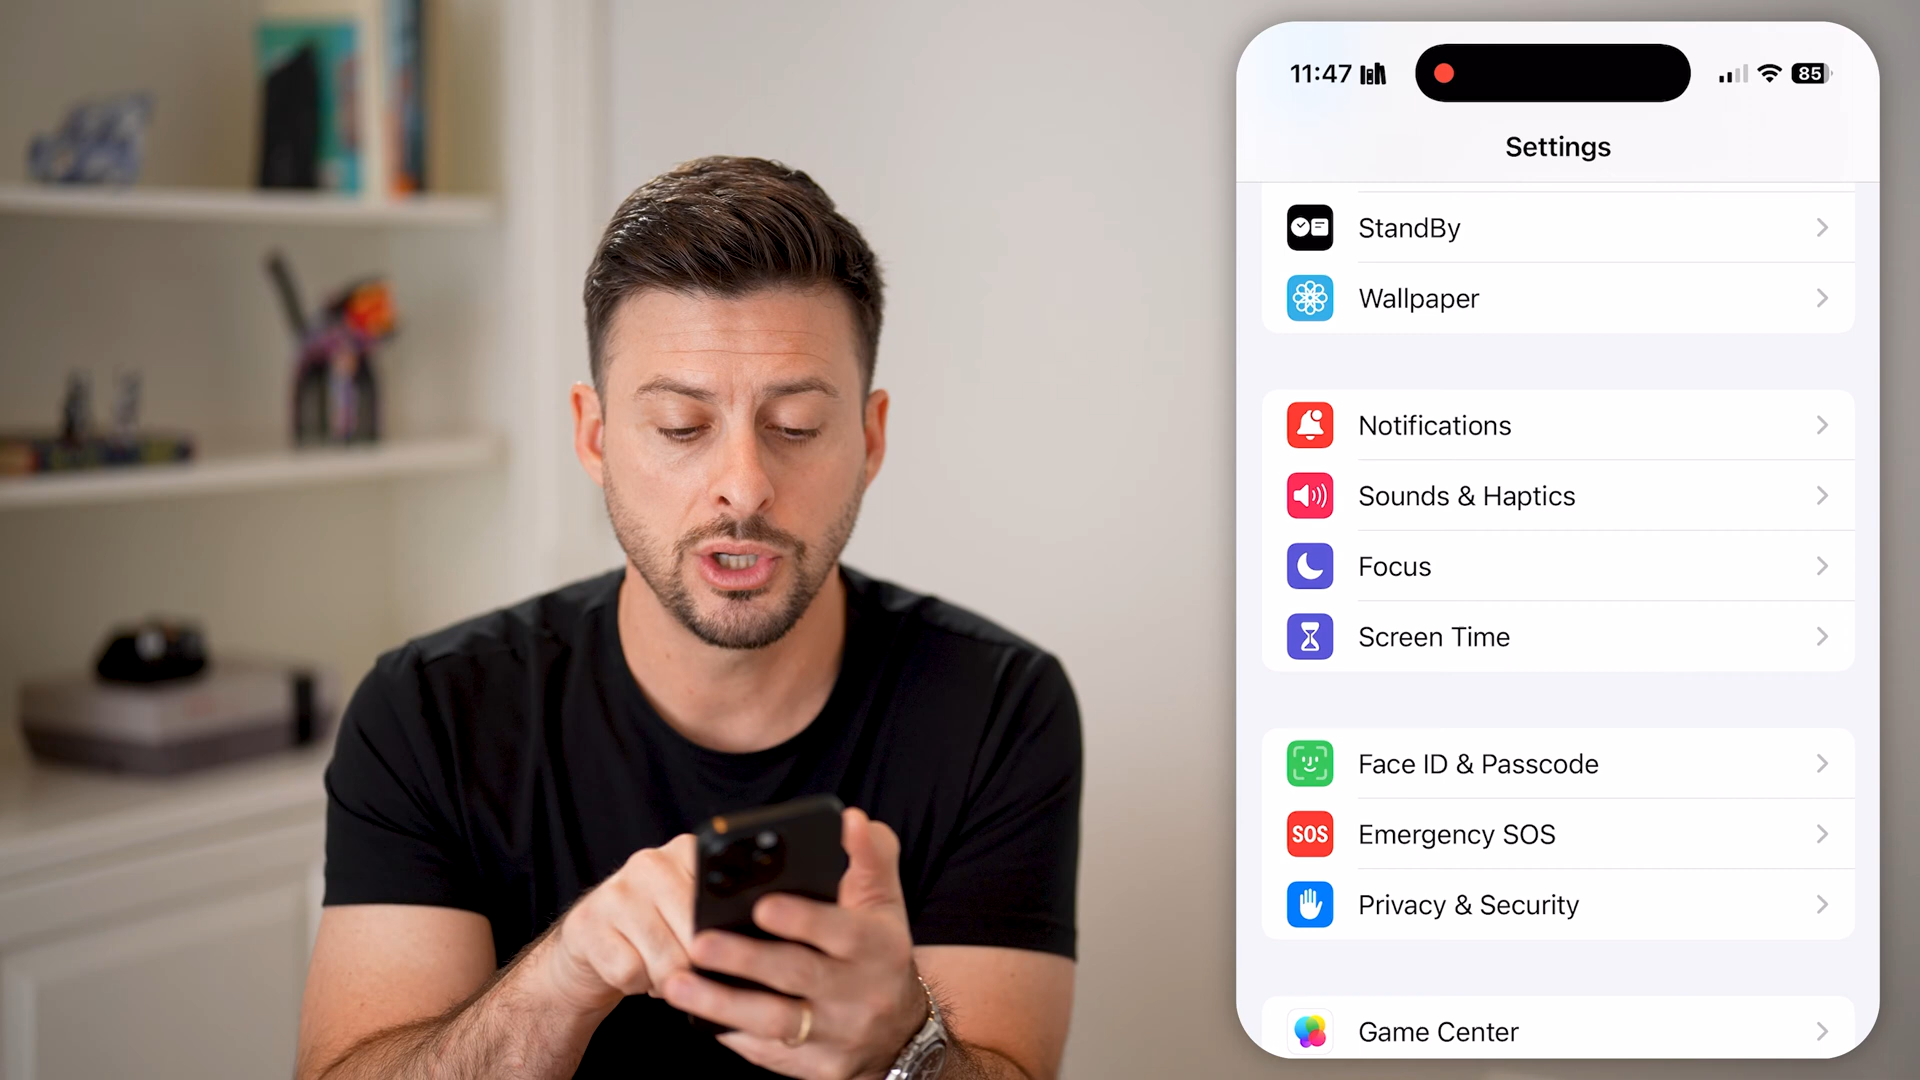 11:47
85
Settings
StandBy
Wallpaper
Notifications
Sounds & Haptics
Focus
Screen Time
Face ID & Passcode
SOS
Emergency SOS
Privacy & Security
Game Center